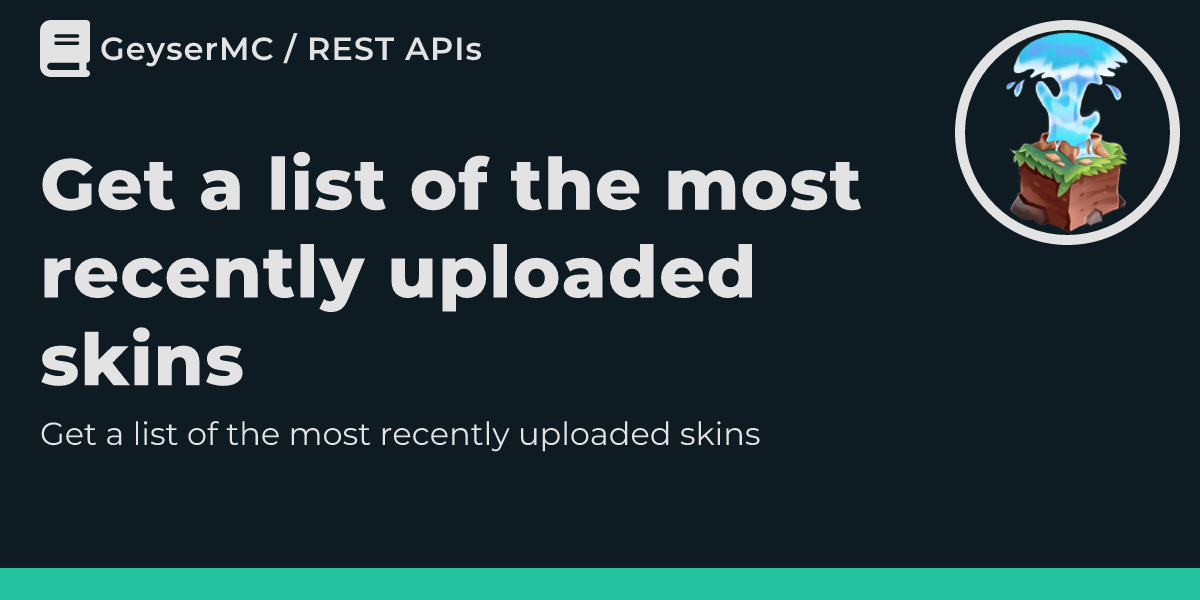 GeyserMC / REST APIs
Get a list of the most
recently uploaded
skins
Get a list of the most recently uploaded skins